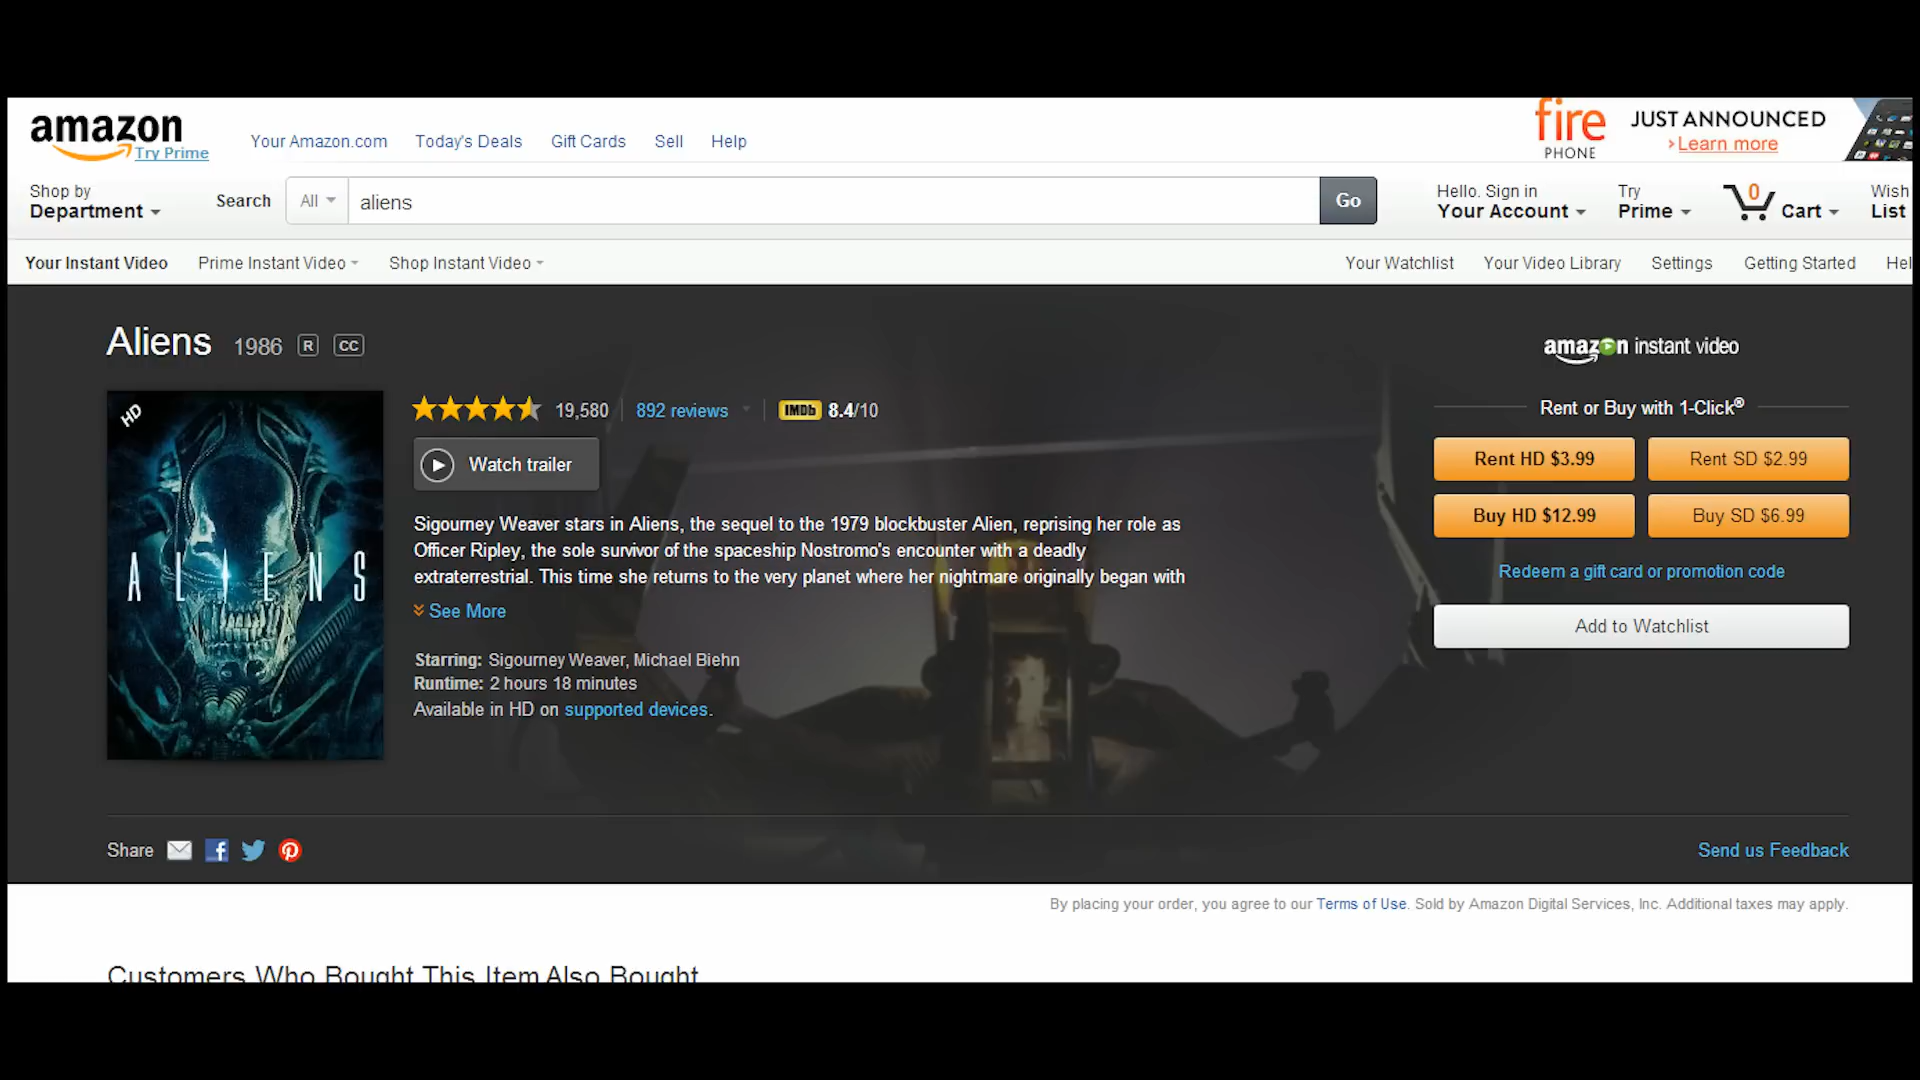 amazon
Try Prime
Your Amazon.com Today's Deals Gift Cards Sell Help
fire
PHONE
JUST ANNOUNCED
› Learn more
Shop by
Department
Search All aliens Go
Hello. Sign in
Your Account
Try
Prime
0
Cart
Wish
List
Your Instant Video Prime Instant Video Shop Instant Video Your Watchlist Your Video Library Settings Getting Started Hel
Aliens 1986 R CC
amazon instant video
HD
ALIENS
19,580 892 reviews IMDb 8.4/10
Watch trailer
Sigourney Weaver stars in Aliens, the sequel to the 1979 blockbuster Alien, reprising her role as
Officer Ripley, the sole survivor of the spaceship Nostromo's encounter with a deadly
extraterrestrial. This time she returns to the very planet where her nightmare originally began with
See More
Starring: Sigourney Weaver, Michael Biehn
Runtime: 2 hours 18 minutes
Available in HD on supported devices.
Rent or Buy with 1-Click®
Rent HD $3.99 Rent SD $2.99
Buy HD $12.99 Buy SD $6.99
Redeem a gift card or promotion code
Add to Watchlist
Share
Send us Feedback
By placing your order, you agree to our Terms of Use. Sold by Amazon Digital Services, Inc. Additional taxes may apply.
Customers Who Bought This Item Also Bought